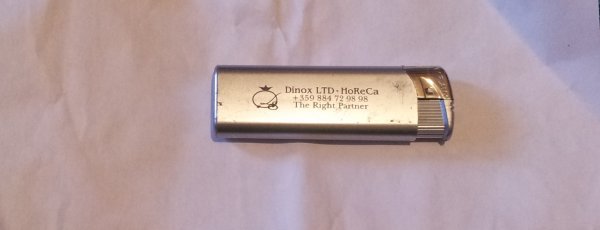 Dinox LTD - HoReCa
+359 884 72 98 98
The Right Partner